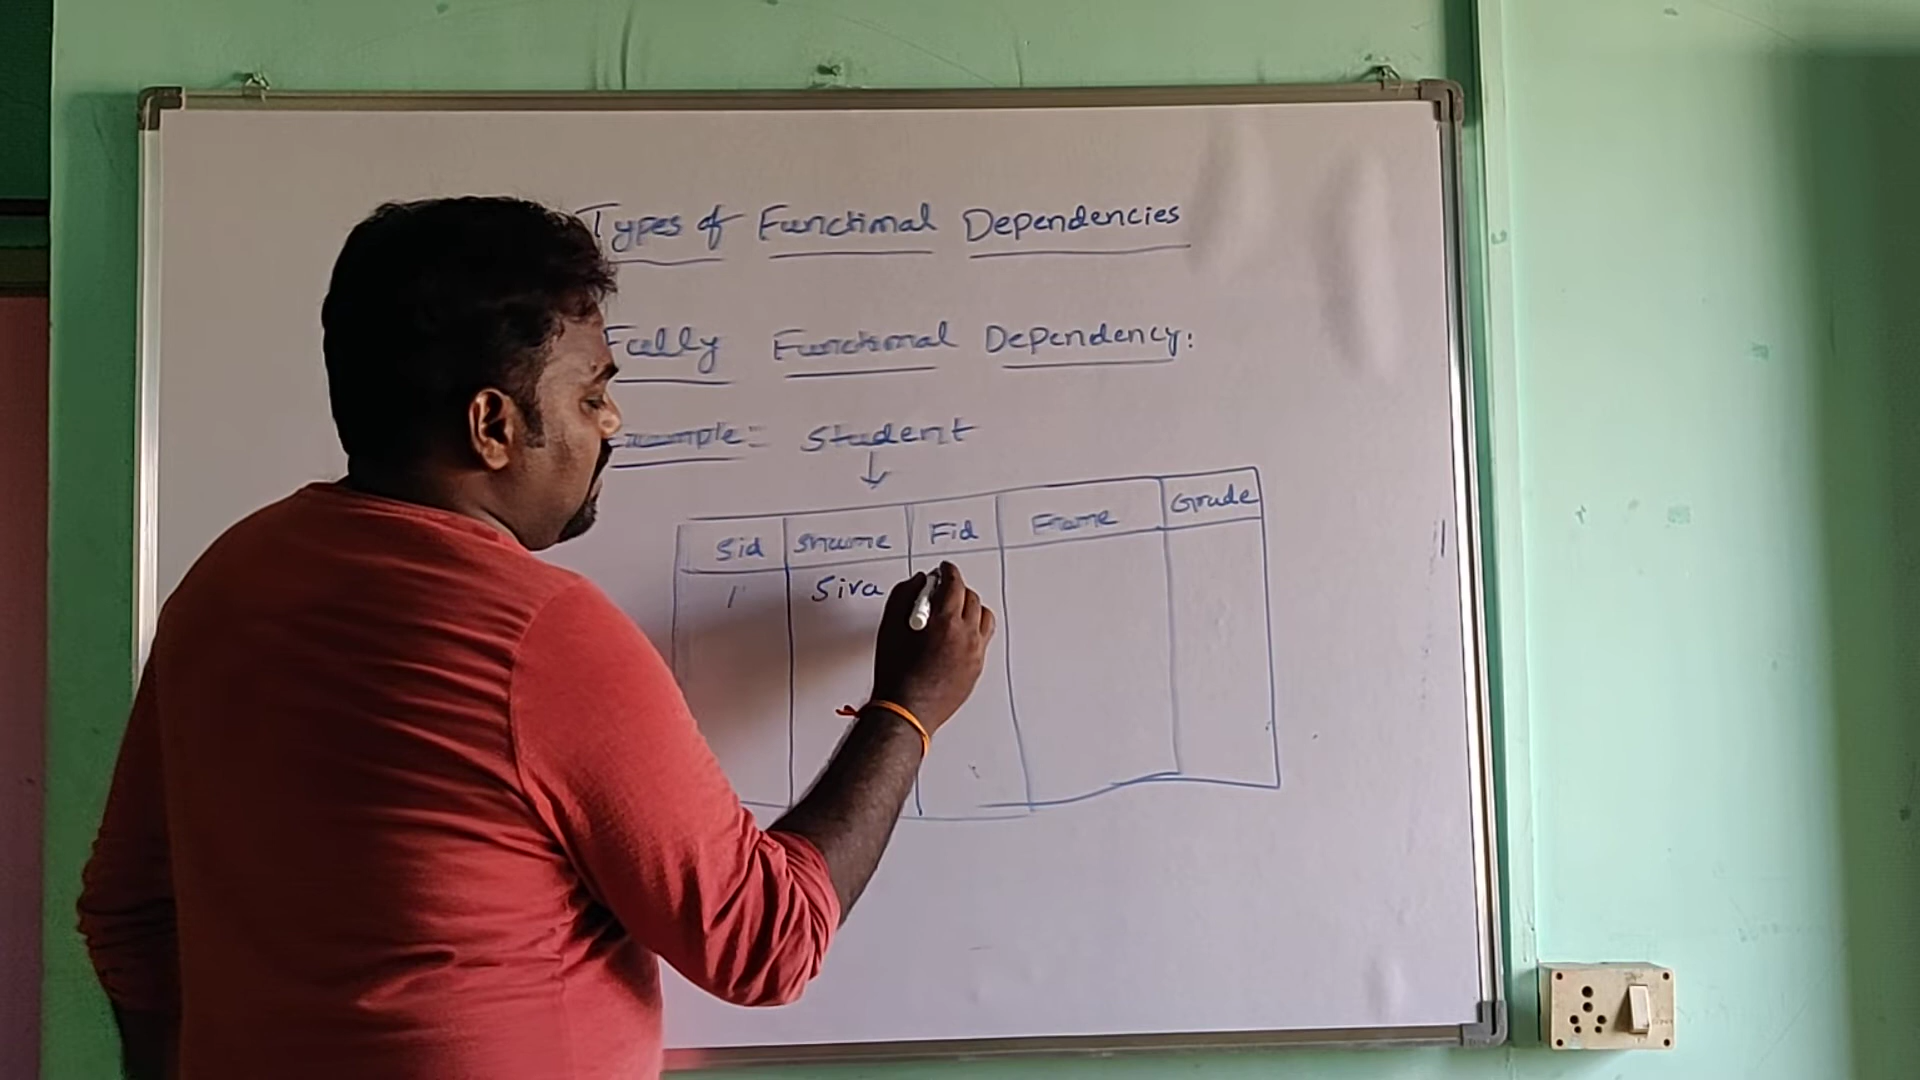 Types of Functional Dependencies
Fully Functional Dependency:
Example:- Student
Sid Sname Fid Fname Grade
1 Siva